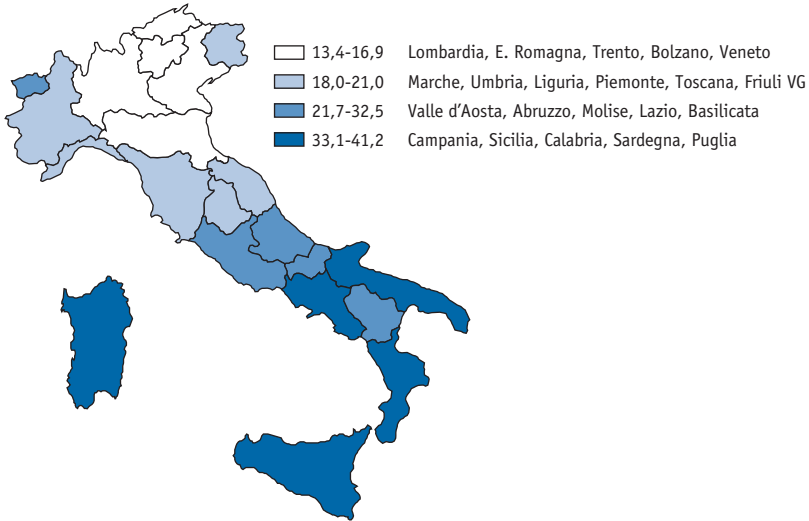 13,4-16,9 Lombardia, E. Romagna, Trento, Bolzano, Veneto
18,0-21,0 Marche, Umbria, Liguria, Piemonte, Toscana, Friuli VG
21,7-32,5 Valle d'Aosta, Abruzzo, Molise, Lazio, Basilicata
33,1-41,2 Campania, Sicilia, Calabria, Sardegna, Puglia